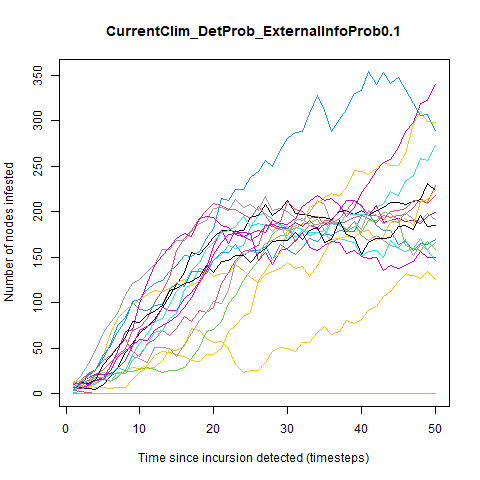 CurrentClim_DetProb_ExternalInfoProb0.1
Number of nodes infested
350
300
250
200
150
100
50
0
0 10 20 30 40 50
Time since incursion detected (timesteps)